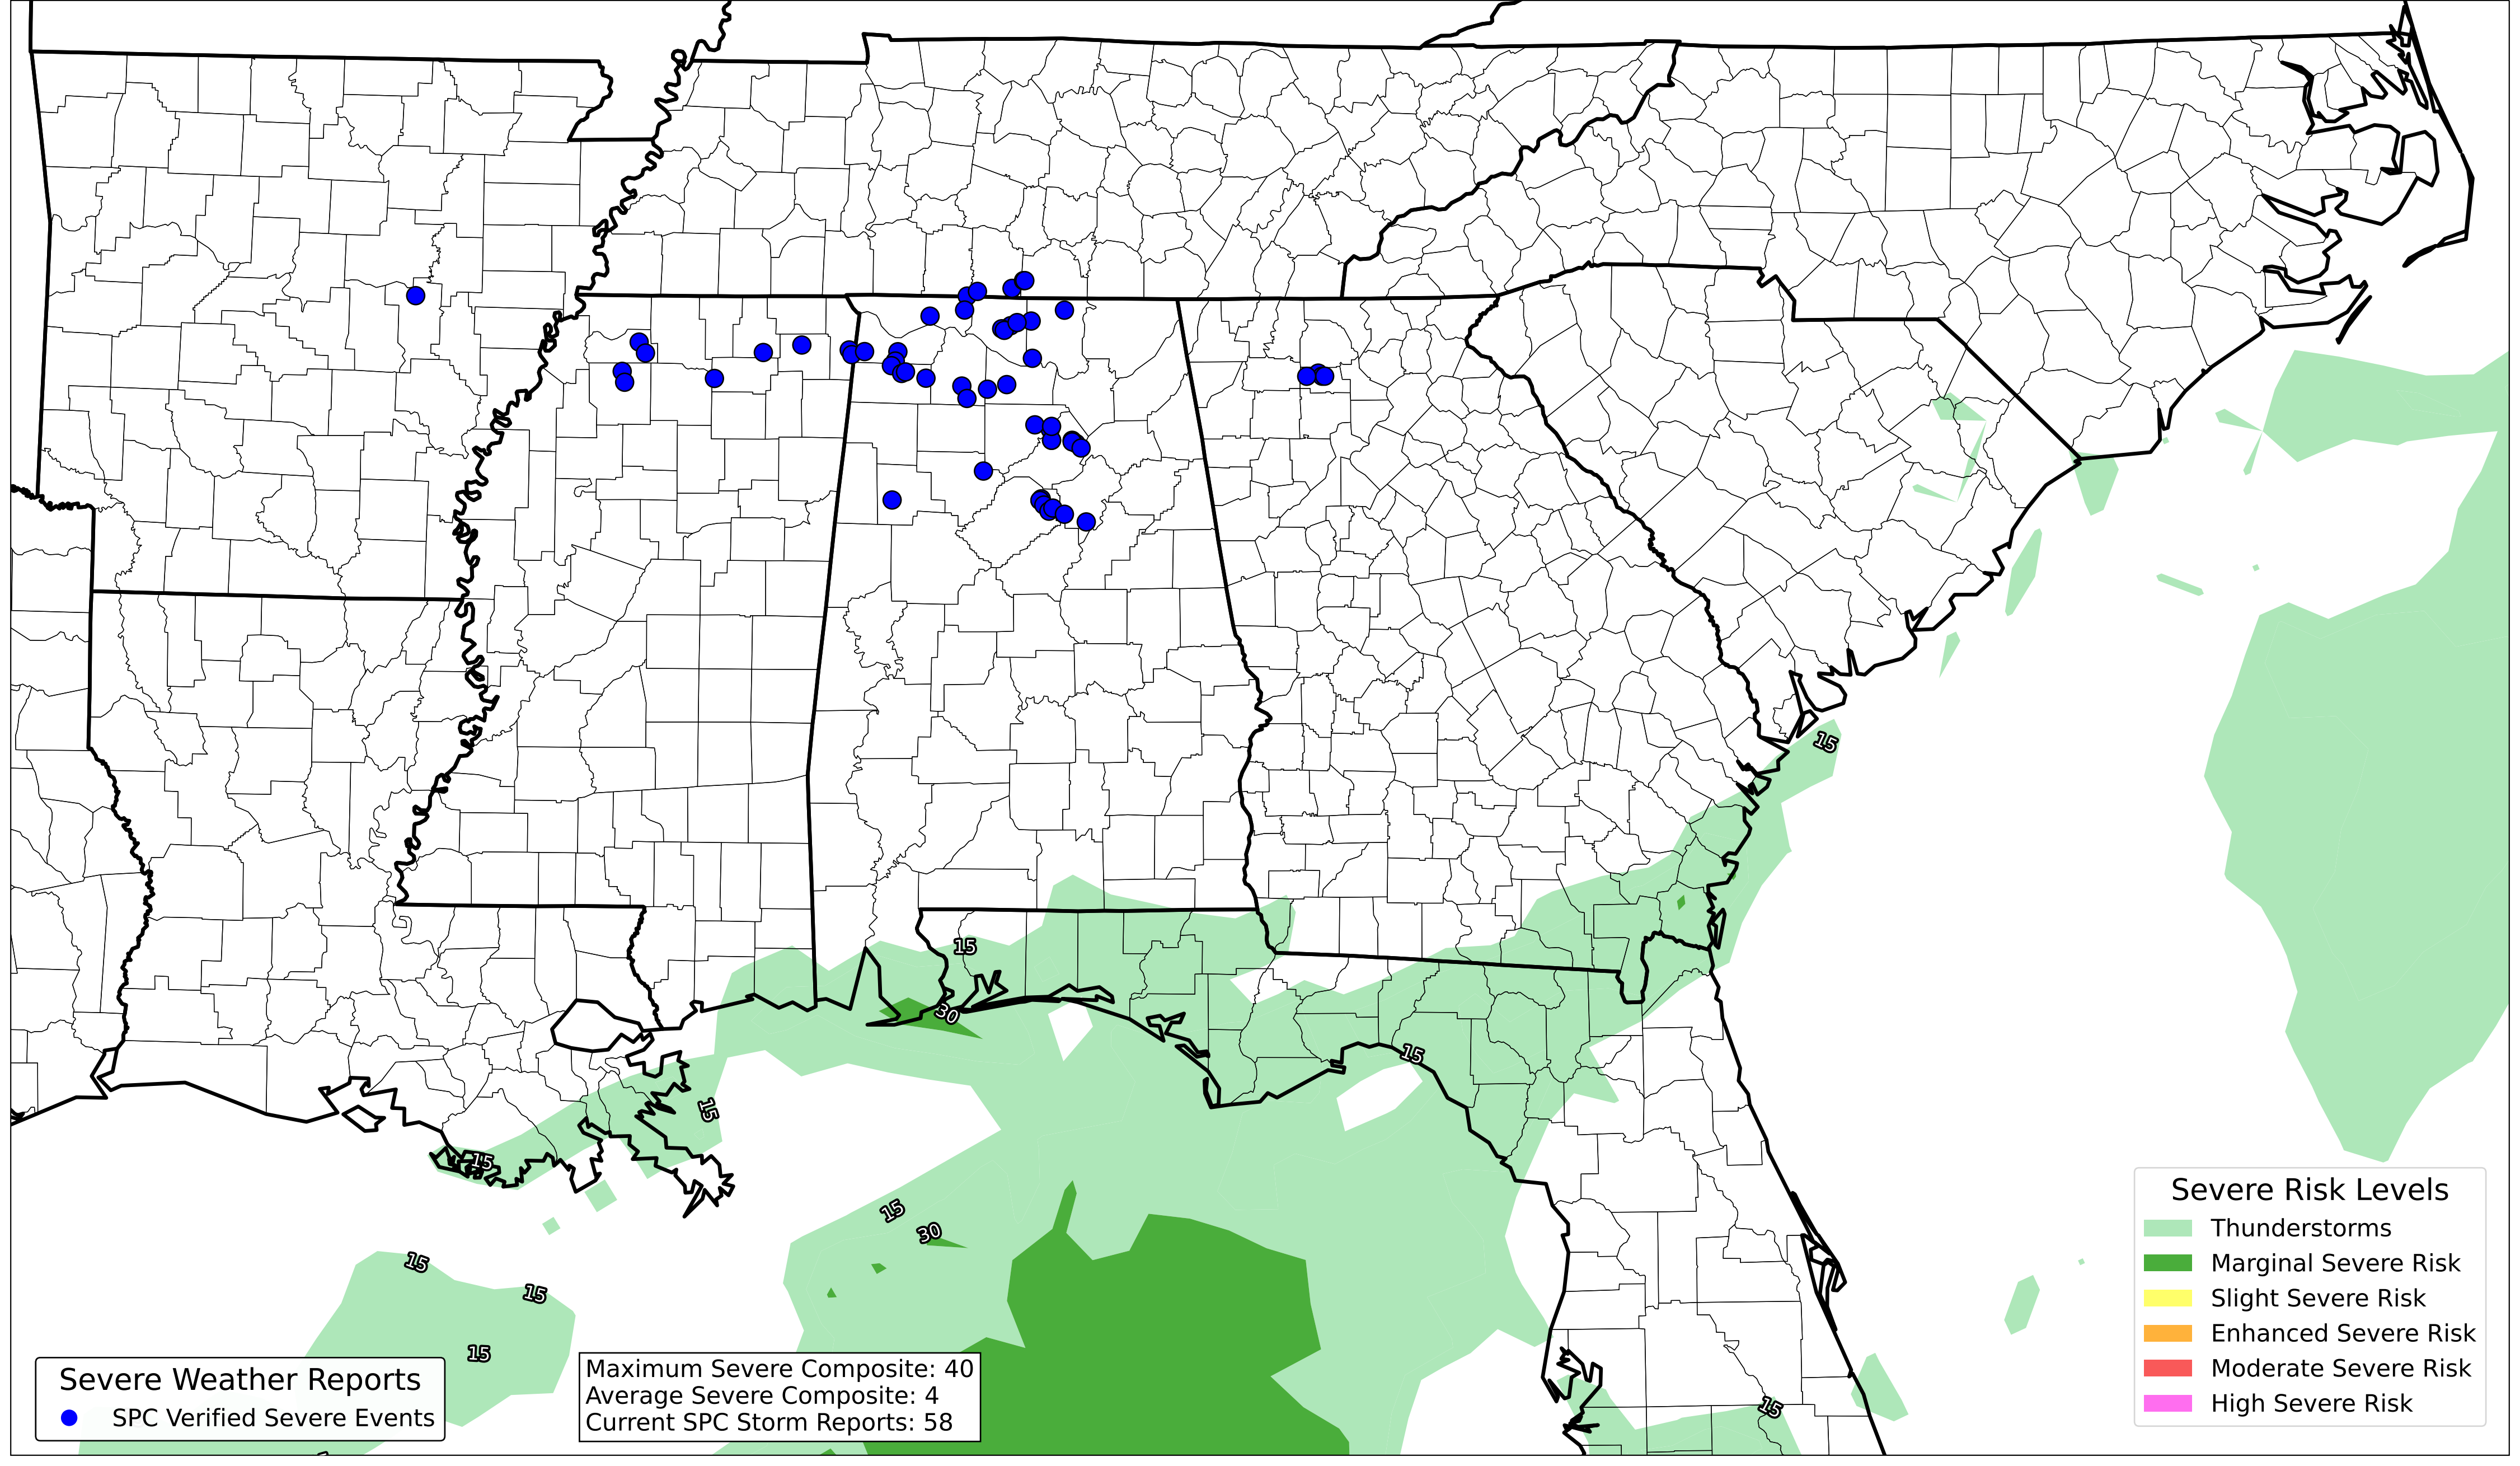 15
15
30
15
15
15
15
30
15
15
15
15
Severe Weather Reports
SPC Verified Severe Events
Maximum Severe Composite: 40
Average Severe Composite: 4
Current SPC Storm Reports: 58
Severe Risk Levels
Thunderstorms
Marginal Severe Risk
Slight Severe Risk
Enhanced Severe Risk
Moderate Severe Risk
High Severe Risk